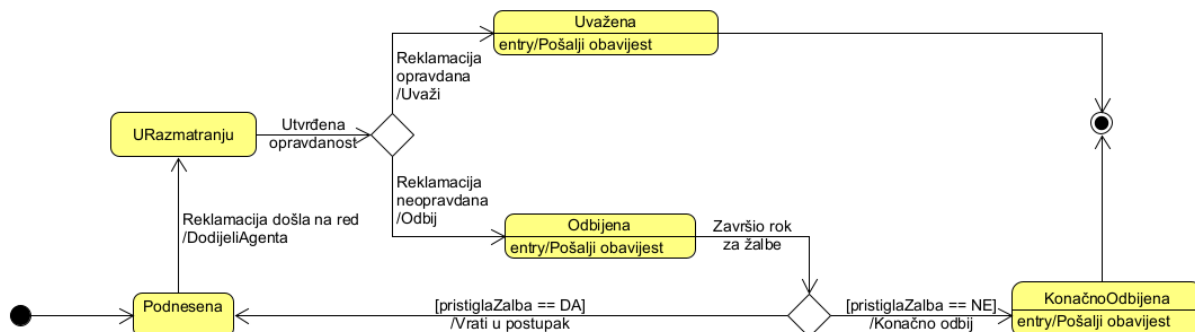 Uvažena
entry/Pošalji obavijest
Reklamacija
opravdana
/Uvaži
URazmatranju
Utvrđena
opravdanost
Reklamacija
neopravdana
/Odbij
Reklamacija došla na red
/DodijeliAgenta
Odbijena
entry/Pošalji obavijest
Završio rok
za žalbe
Podnesena
[pristiglaZalba == DA]
/Vrati u postupak
[pristiglaZalba == NE]
/Konačno odbij
KonačnoOdbijena
entry/Pošalji obavijest